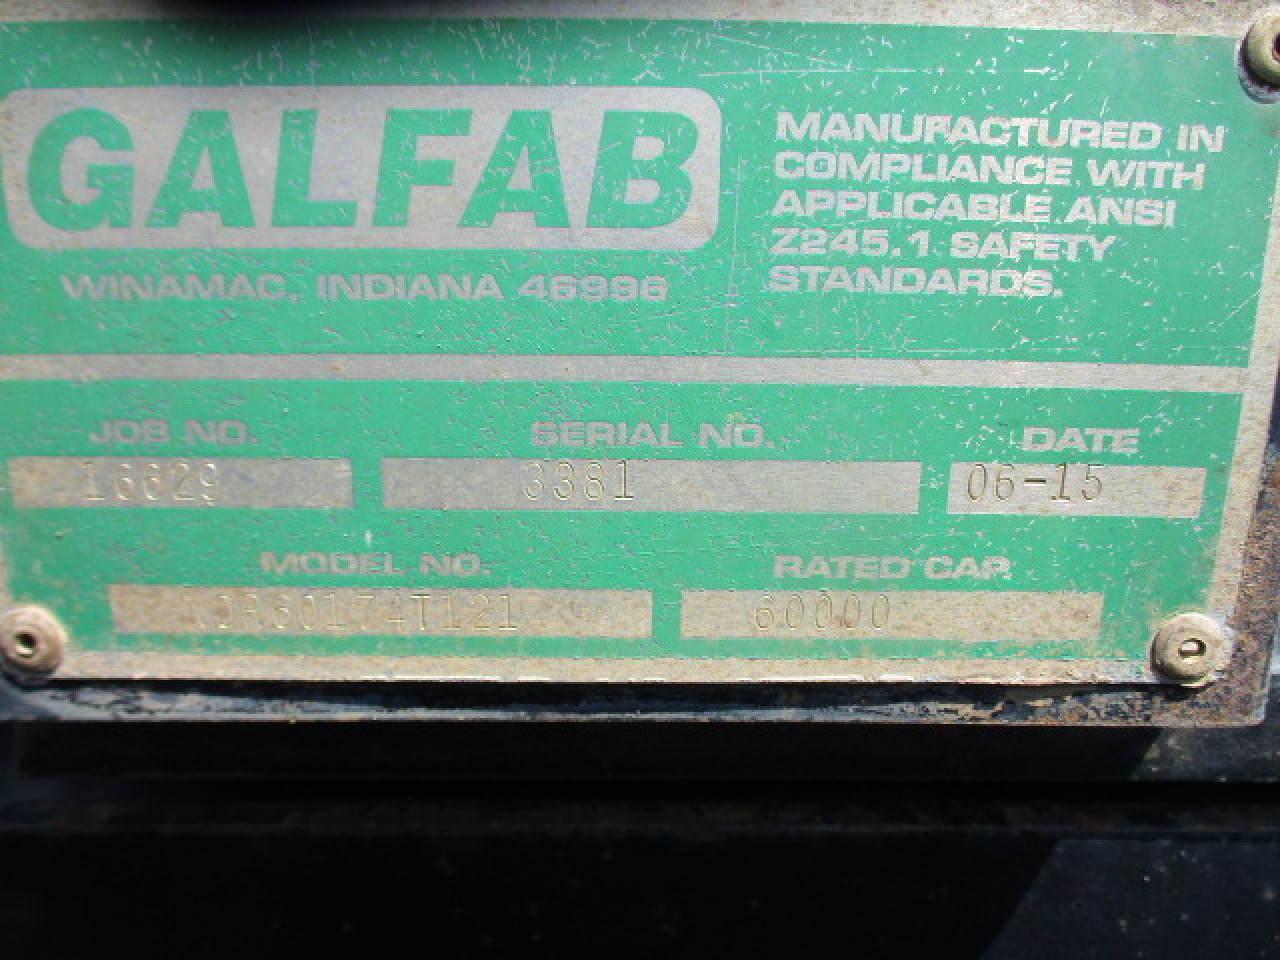 GALFAB
WINAMAC, INDIANA 46996
MANUFACTURED IN
COMPLIANCE WITH
APPLICABLE ANSI
Z245.1 SAFETY
STANDARDS.
JOB NO.
16629
SERIAL NO.
3381
DATE
06-15
MODEL NO.
RATED CAP.
60000